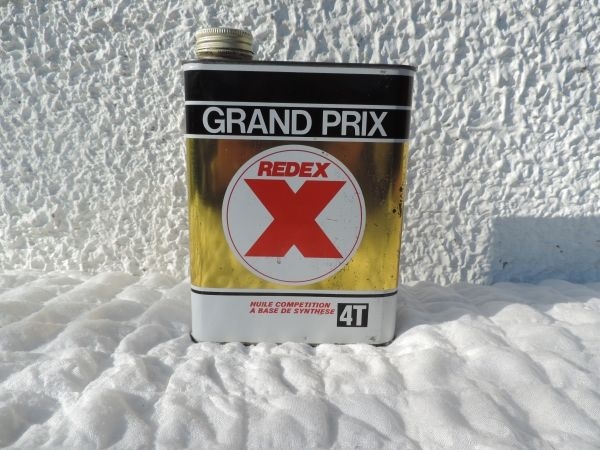 GRAND PRIX
REDEX
X
HUILE COMPETITION
A BASE DE SYNTHESE
4T